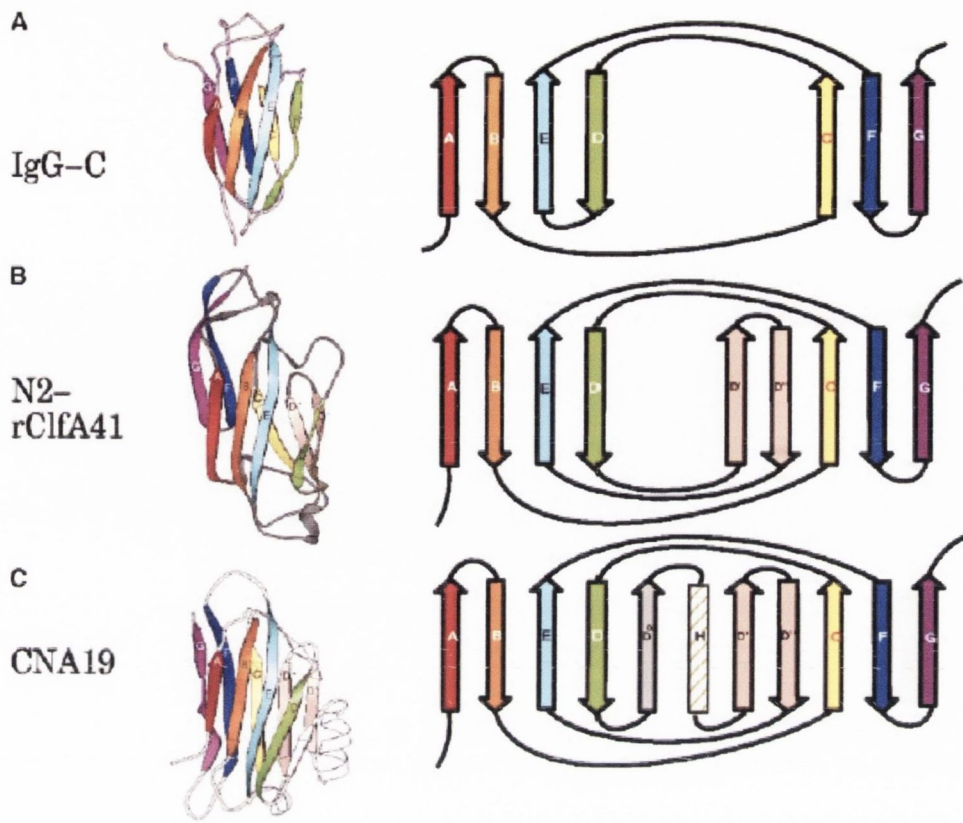 A
IgG–C
A B E D C F G
B
N2–
rClfA41
A B E D D' D'' C F G
C
CNA19
A B E D H D' D'' C F G